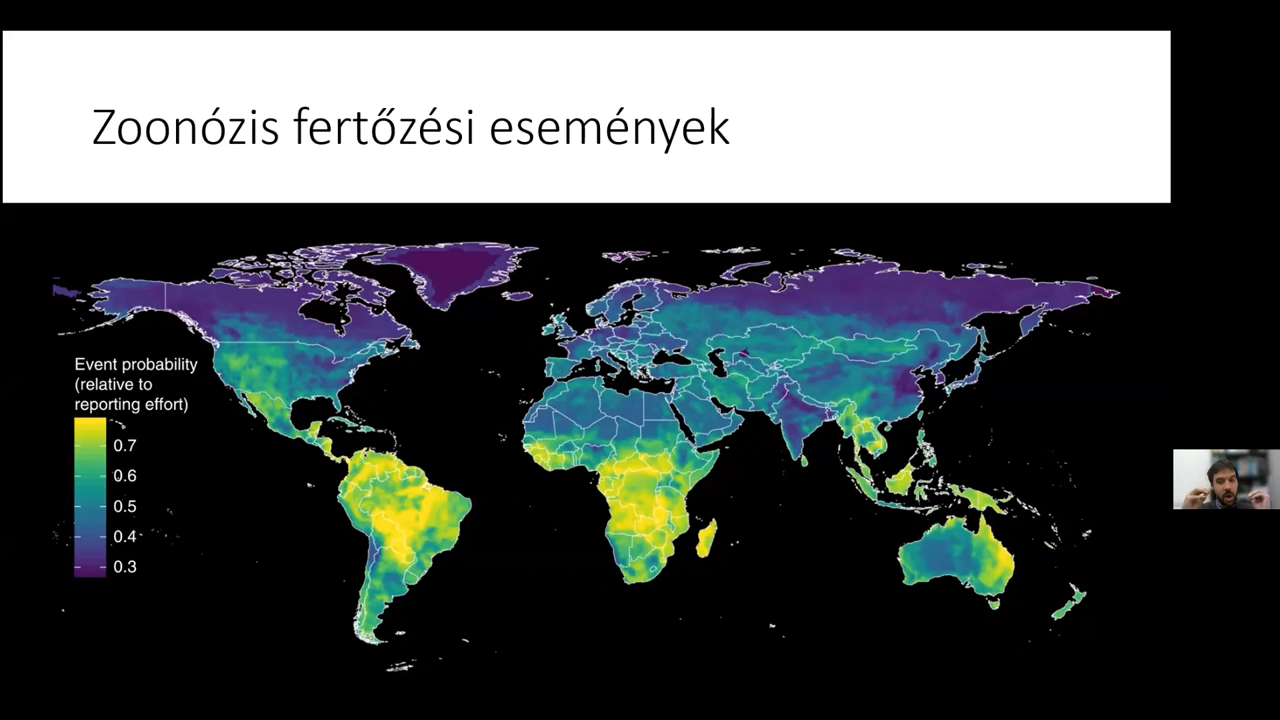 Zoonózis fertőzési események
Event probability
(relative to
reporting effort)
0.7
0.6
0.5
0.4
0.3